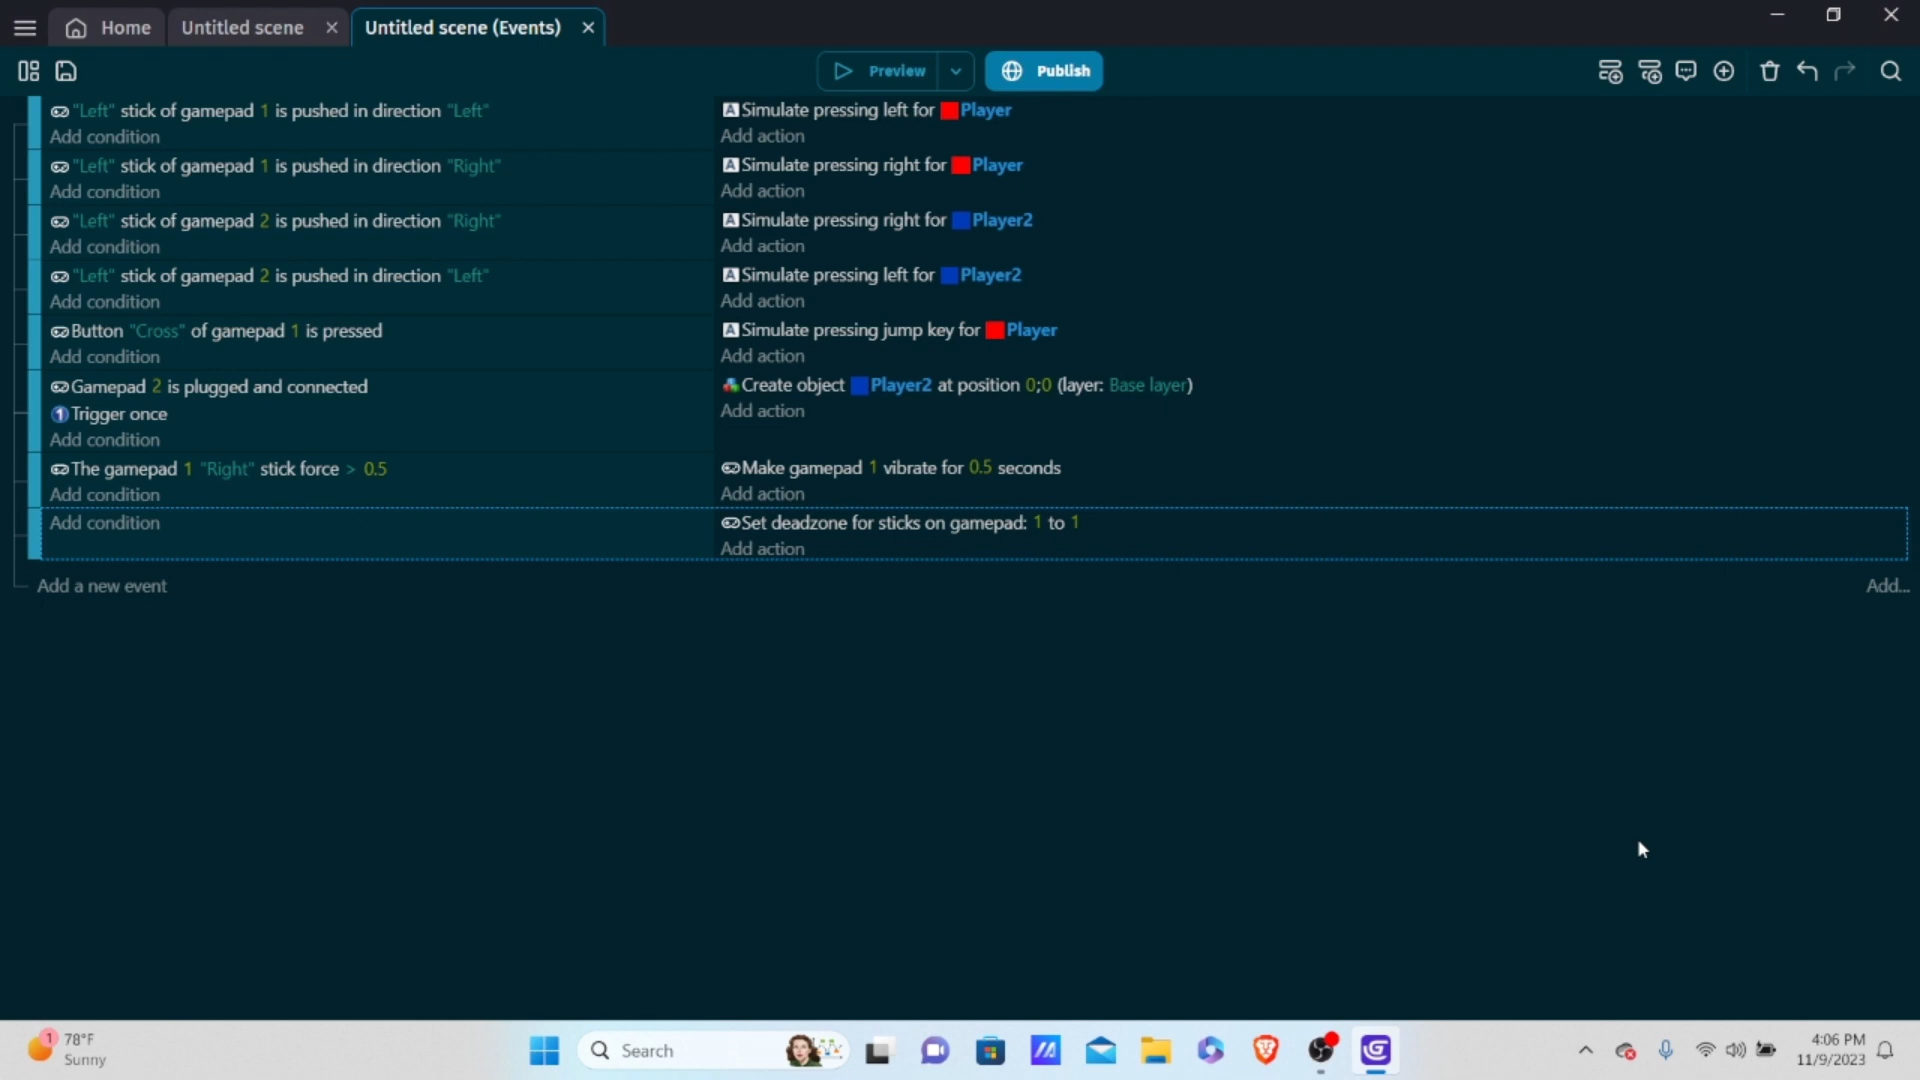 Home
Untitled scene
Untitled scene (Events)
Preview
Publish
"Left" stick of gamepad 1 is pushed in direction "Left"
Simulate pressing left for Player
Add condition
Add action
"Left" stick of gamepad 1 is pushed in direction "Right"
Simulate pressing right for Player
Add condition
Add action
"Left" stick of gamepad 2 is pushed in direction "Right"
Simulate pressing right for Player2
Add condition
Add action
"Left" stick of gamepad 2 is pushed in direction "Left"
Simulate pressing left for Player2
Add condition
Add action
Button "Cross" of gamepad 1 is pressed
Simulate pressing jump key for Player
Add condition
Add action
Gamepad 2 is plugged and connected
Create object Player2 at position 0;0 (layer: Base layer)
Trigger once
Add action
Add condition
The gamepad 1 "Right" stick force > 0.5
Make gamepad 1 vibrate for 0.5 seconds
Add condition
Add action
Add condition
Set deadzone for sticks on gamepad: 1 to 1
Add action
Add a new event
Add...
1
78°F
Sunny
Search
4:06 PM
11/9/2023